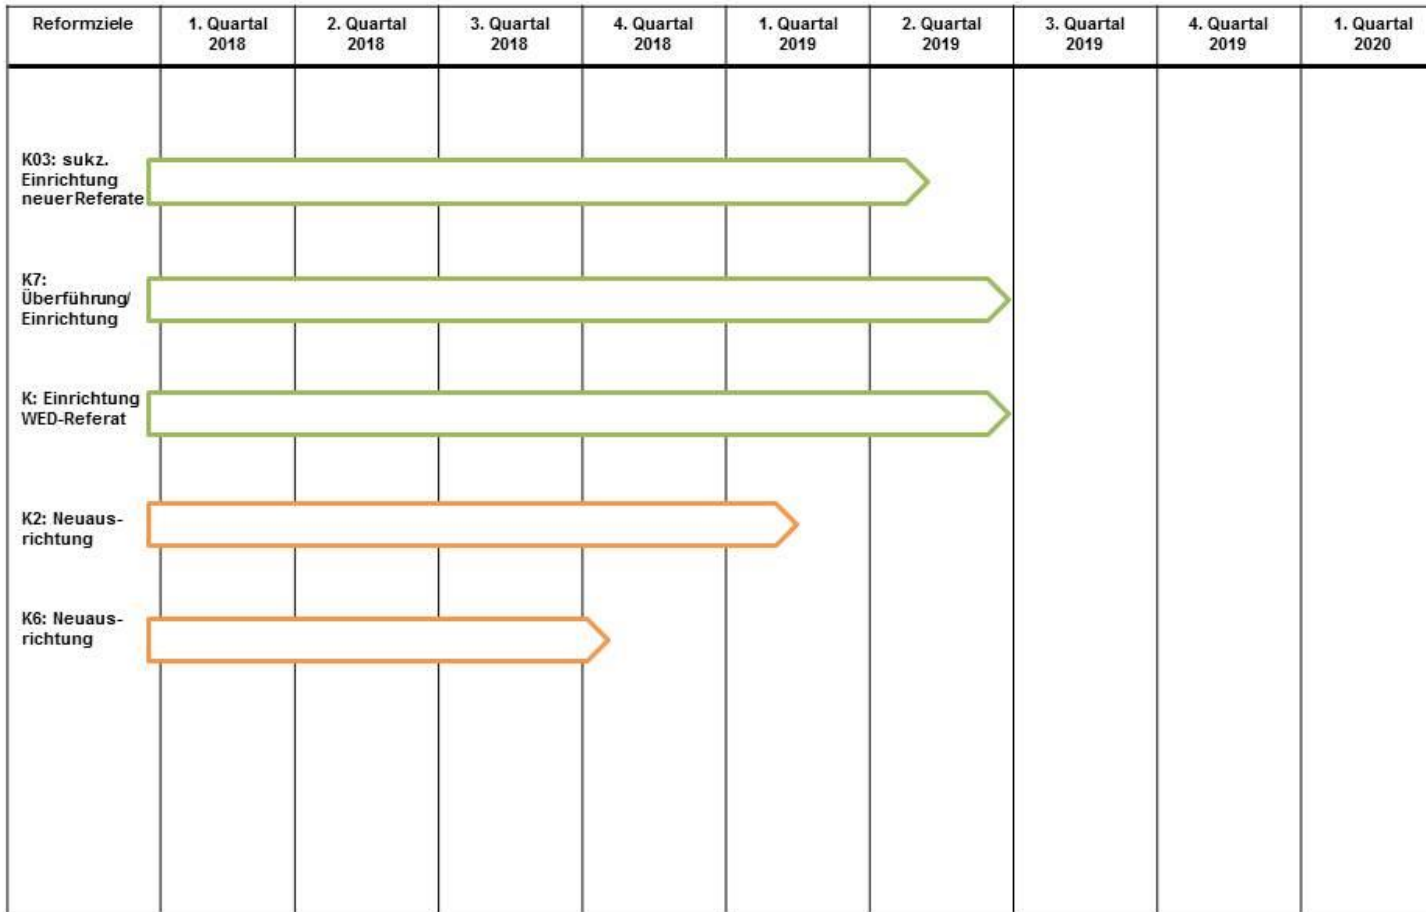 Reformziele
1. Quartal
2018
2. Quartal
2018
3. Quartal
2018
4. Quartal
2018
1. Quartal
2019
2. Quartal
2019
3. Quartal
2019
4. Quartal
2019
1. Quartal
2020
K03: sukz.
Einrichtung
neuer Referate
K7:
Überführung/
Einrichtung
K: Einrichtung
WED-Referat
K2: Neuaus-
richtung
K6: Neuaus-
richtung